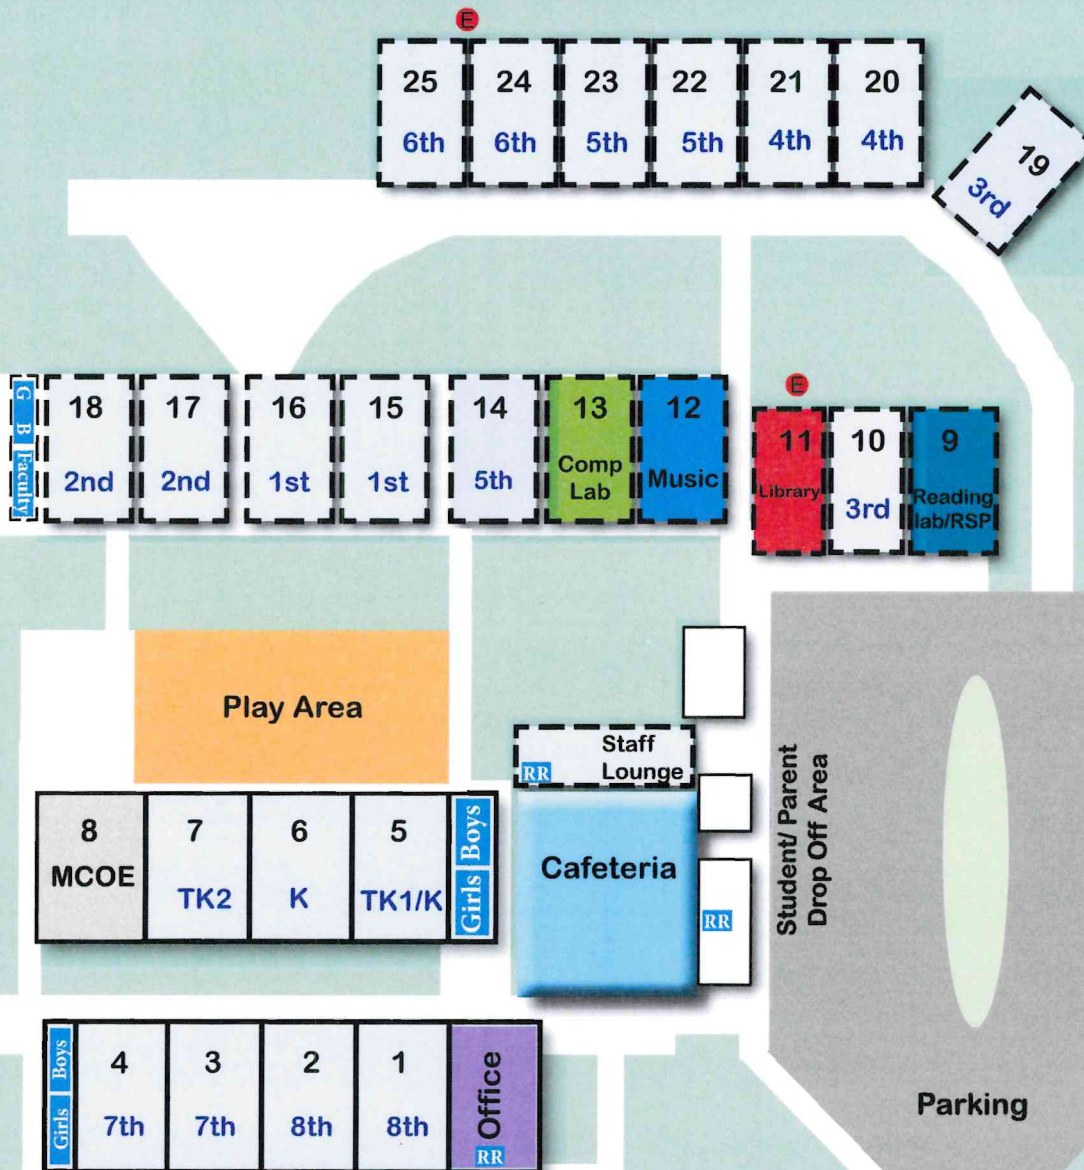 E
25 24 23 22 21 20
6th 6th 5th 5th 4th 4th
19
3rd
E
G B Faculty
18 17 16 15 14 13 12
2nd 2nd 1st 1st 5th Comp Music
Lab
11 10 9
Library 3rd Reading
lab/RSP
Play Area
Staff
RR Lounge
8 7 6 5
MCOE TK2 K TK1/K
Girls Boys
Cafeteria
RR
Student/ Parent
Drop Off Area
Girls Boys
4 3 2 1
7th 7th 8th 8th
Office
RR
Parking